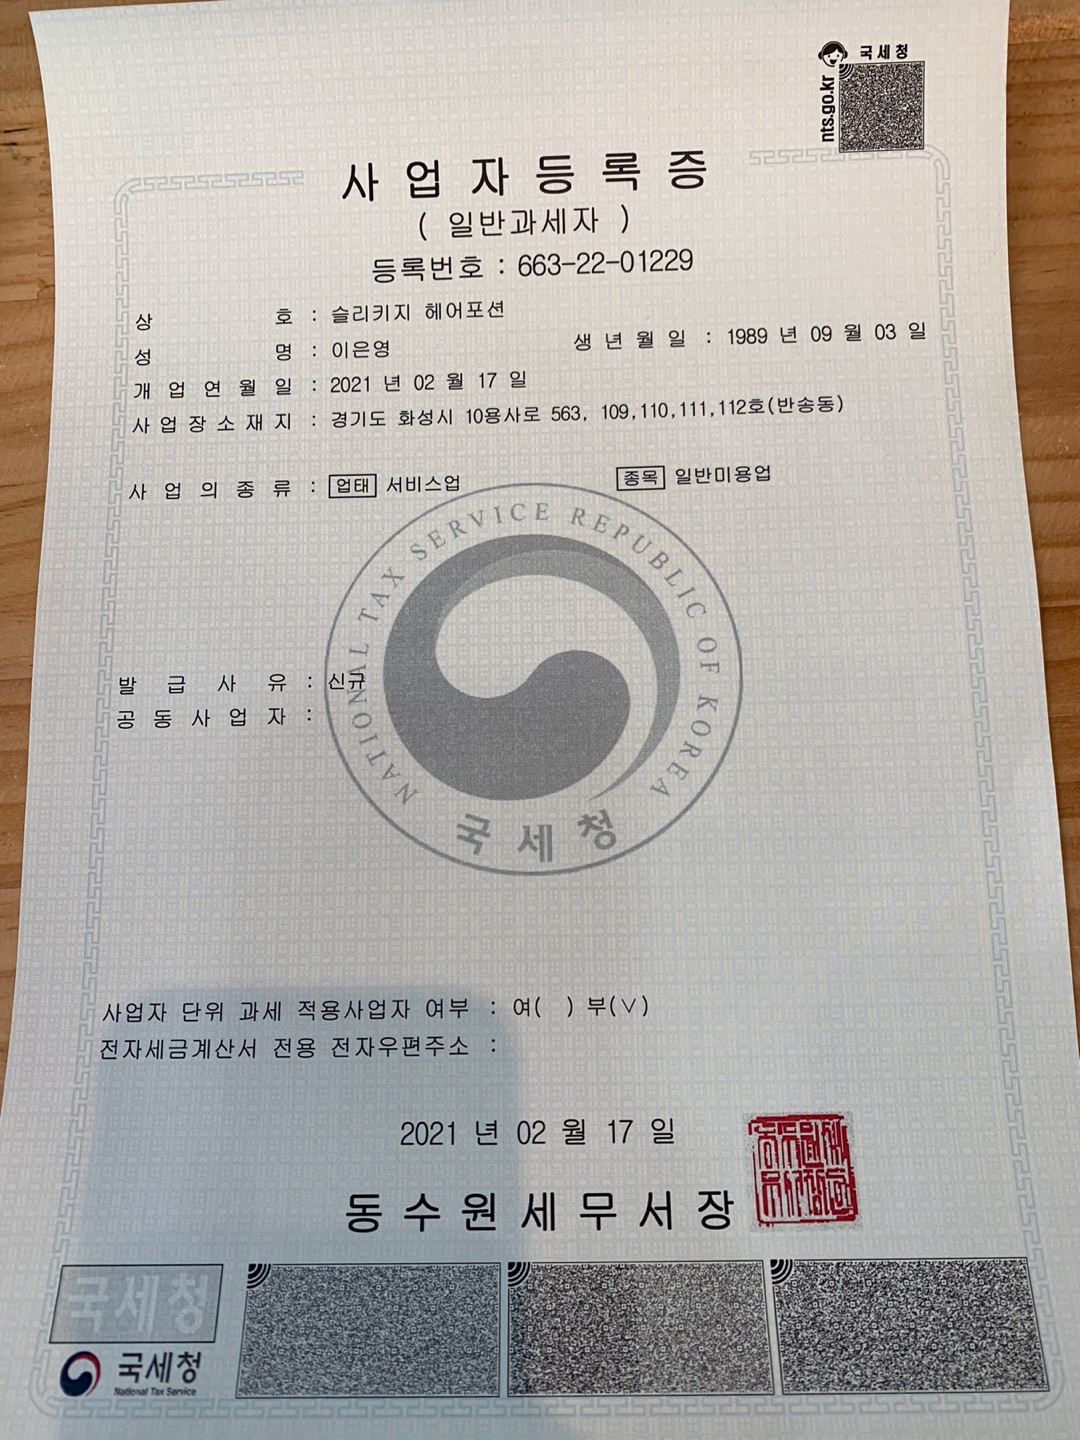 국세청
nts.go.kr
사업자등록증
( 일반과세자 )
등록번호 : 663-22-01229
상호 : 슬리키지 헤어포션
성명 : 이은영 생년월일 : 1989 년 09 월 03 일
개업연월일 : 2021 년 02 월 17 일
사업장소재지 : 경기도 화성시 10용사로 563, 109,110,111,112호(반송동)
사업의종류 : 업태 서비스업 종목 일반미용업
NATIONAL TAX SERVICE REPUBLIC OF KOREA
발급사유 : 신규
공동사업자 :
국세청
사업자 단위 과세 적용사업자 여부 : 여( ) 부(∨)
전자세금계산서 전용 전자우편주소 :
2021 년 02 월 17 일
동수원세무서장
국세청
국세청
National Tax Service